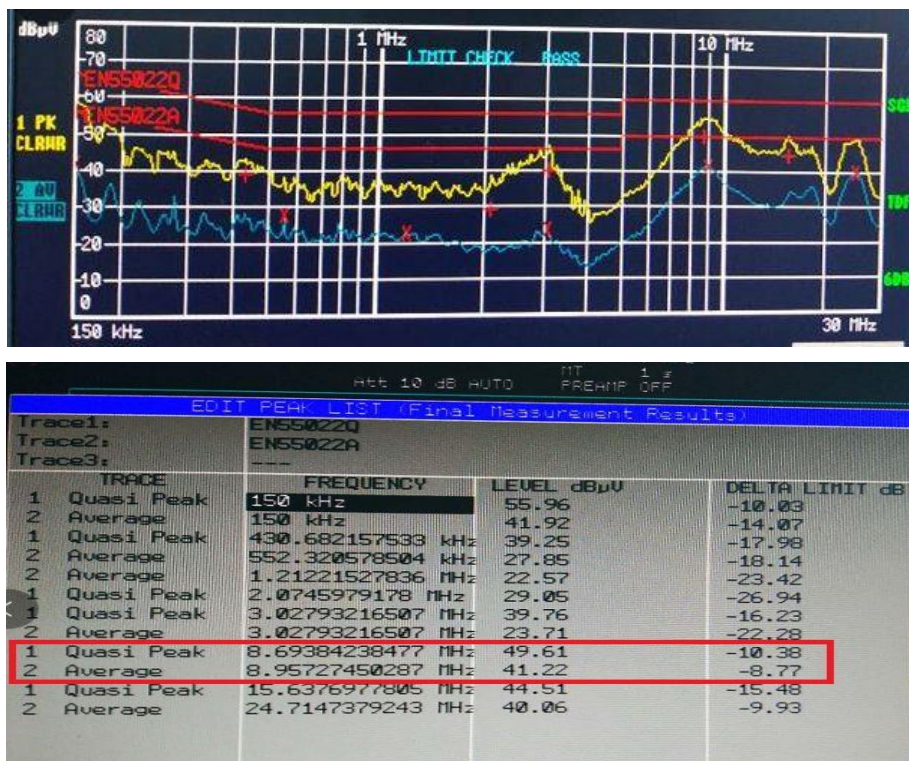 dBµV
80
1 MHz
10 MHz
70
LIMIT CHECK PASS
EN55022Q
60
EN55022A
1 PK
CLRWR
50
SGL
40
2 AV
CLRWR
30
TDF
20
10
6DB
0
150 kHz
30 MHz
Att 10 dB AUTO
MT 1 s
PREAMP OFF
EDIT PEAK LIST (Final Measurement Results)
Trace1: EN55022Q
Trace2: EN55022A
Trace3: ---
TRACE FREQUENCY LEVEL dBµV DELTA LIMIT dB
1 Quasi Peak 150 kHz 55.96 -10.03
2 Average 150 kHz 41.92 -14.07
1 Quasi Peak 430.682157533 kHz 39.25 -17.98
2 Average 552.320578504 kHz 27.85 -18.14
2 Average 1.21221527836 MHz 22.57 -23.42
1 Quasi Peak 2.0745979178 MHz 29.05 -26.94
1 Quasi Peak 3.02793216507 MHz 39.76 -16.23
2 Average 3.02793216507 MHz 23.71 -22.28
1 Quasi Peak 8.69384238477 MHz 49.61 -10.38
2 Average 8.95727450287 MHz 41.22 -8.77
1 Quasi Peak 15.6376977805 MHz 44.51 -15.48
2 Average 24.7147379243 MHz 40.06 -9.93